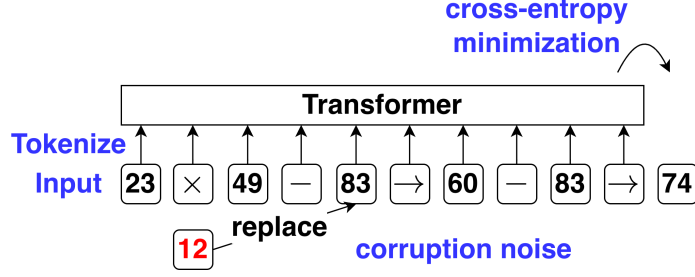 cross-entropy
minimization
Transformer
Tokenize
Input 23 × 49 − 83 → 60 − 83 → 74
replace
12
corruption noise